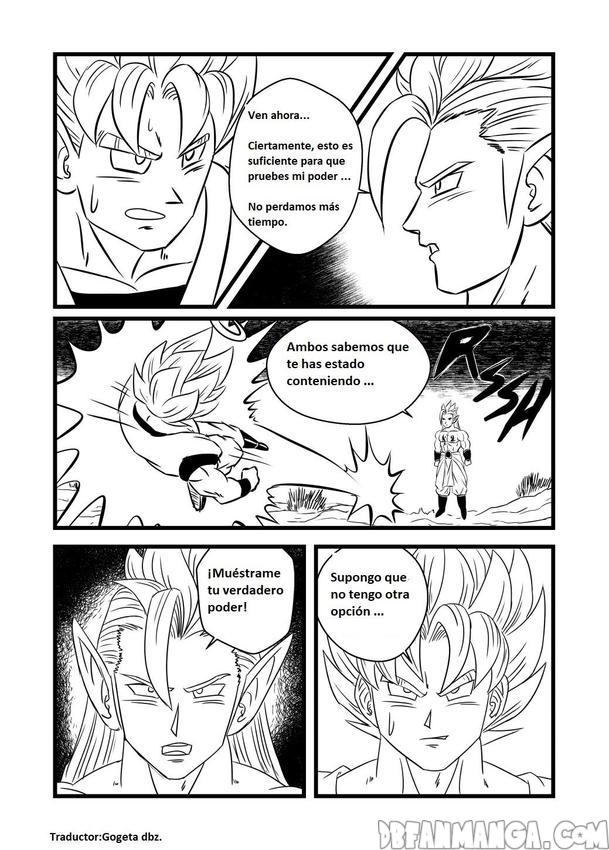 Ven ahora...
Ciertamente, esto es
suficiente para que
pruebes mi poder ...
No perdamos más
tiempo.
Ambos sabemos que
te has estado
conteniendo ...
RSSH
¡Muéstrame
tu verdadero
poder!
Supongo que
no tengo otra
opción ...
Traductor:Gogeta dbz.
DBFANMANGA.COM